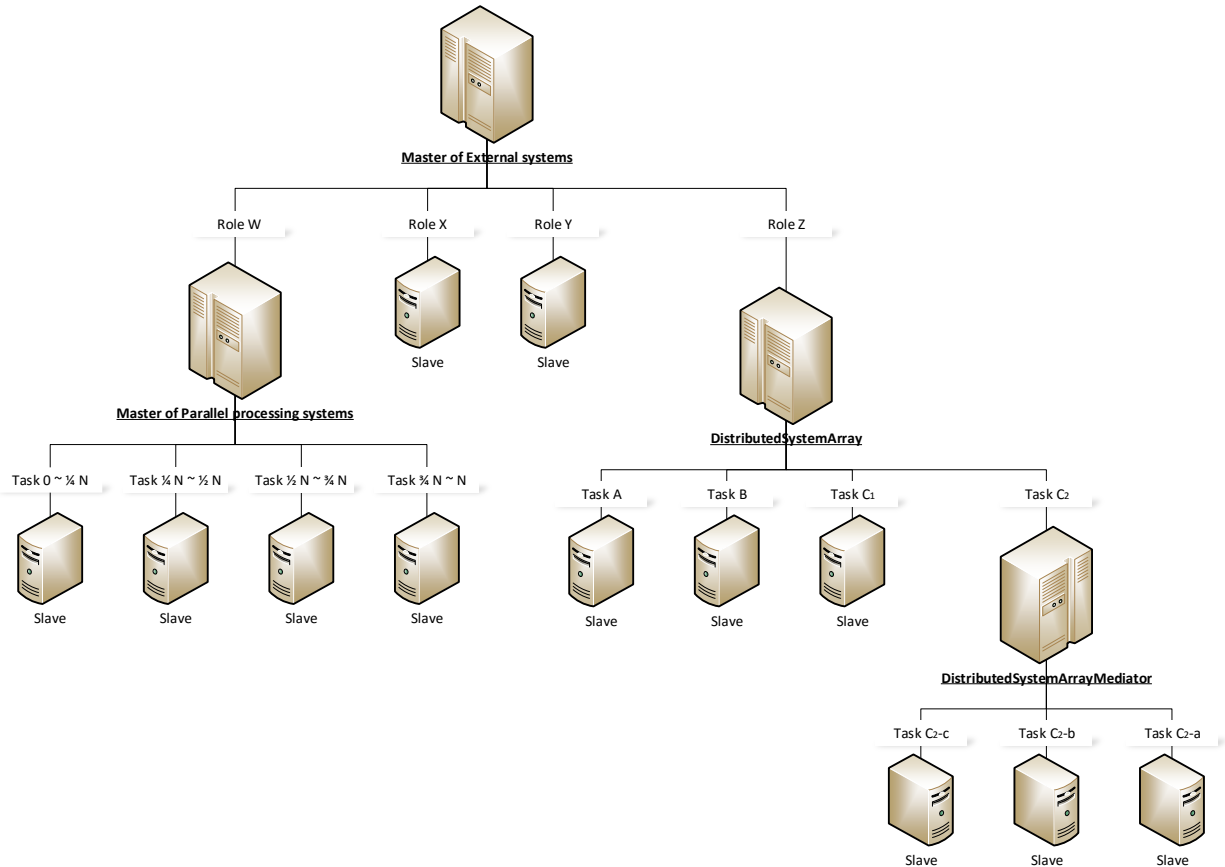 Master of External systems
Role W
Role X
Role Y
Role Z
Slave
Slave
Master of Parallel processing systems
DistributedSystemArray
Task 0 ~ ¼ N
Task ¼ N ~ ½ N
Task ½ N ~ ¾ N
Task ¾ N ~ N
Task A
Task B
Task C₁
Task C₂
Slave
Slave
Slave
Slave
Slave
Slave
Slave
DistributedSystemArrayMediator
Task C₂-c
Task C₂-b
Task C₂-a
Slave
Slave
Slave